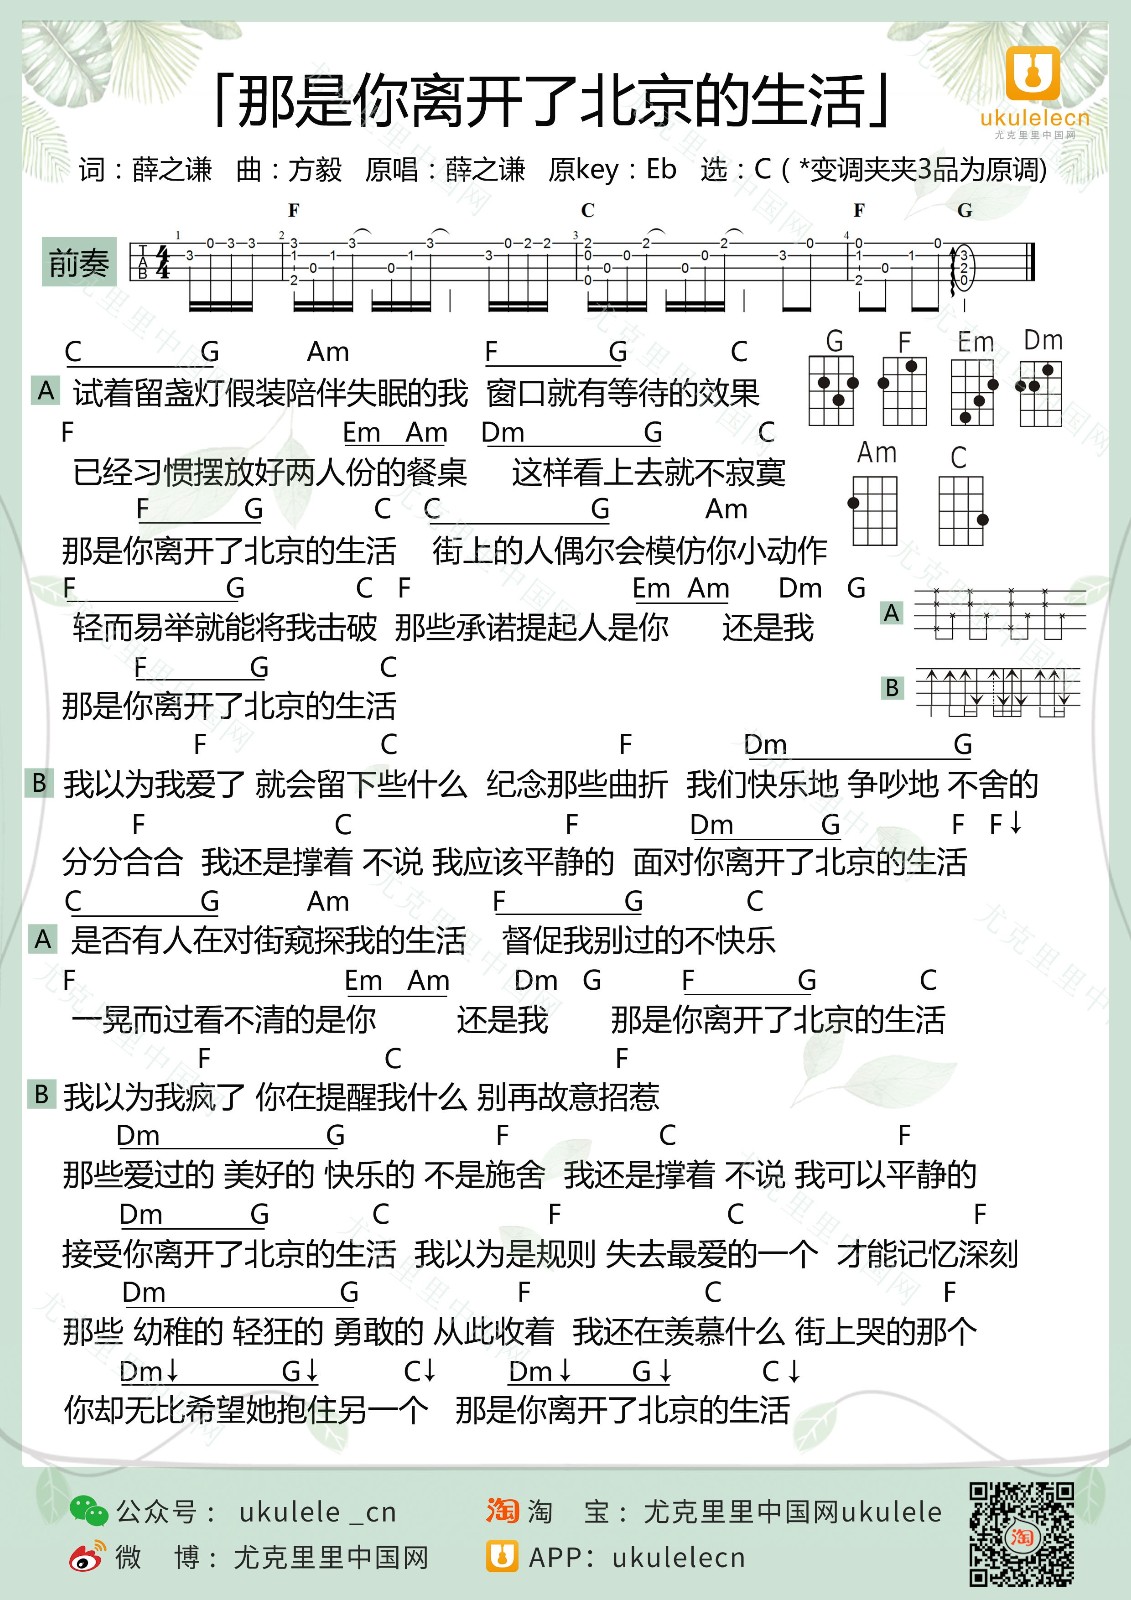 「那是你离开了北京的生活」
ukulelecn
尤克里里中国网
词：薛之谦 曲：方毅 原唱：薛之谦 原key：Eb 选：C（*变调夹夹3品为原调)
F C F G
前奏
C G Am F G C
A 试着留盏灯假装陪伴失眠的我 窗口就有等待的效果
G F Em Dm
F Em Am Dm G C
已经习惯摆放好两人份的餐桌 这样看上去就不寂寞
Am C
F G C C G Am
那是你离开了北京的生活 街上的人偶尔会模仿你小动作
F G C F Em Am Dm G
轻而易举就能将我击破 那些承诺提起人是你 还是我
A
F G C
那是你离开了北京的生活
B
F C F Dm G
B 我以为我爱了 就会留下些什么 纪念那些曲折 我们快乐地 争吵地 不舍的
F C F Dm G F F↓
分分合合 我还是撑着 不说 我应该平静的 面对你离开了北京的生活
C G Am F G C
A 是否有人在对街窥探我的生活 督促我别过的不快乐
F Em Am Dm G F G C
一晃而过看不清的是你 还是我 那是你离开了北京的生活
F C F
B 我以为我疯了 你在提醒我什么 别再故意招惹
Dm G F C F
那些爱过的 美好的 快乐的 不是施舍 我还是撑着 不说 我可以平静的
Dm G C F C F
接受你离开了北京的生活 我以为是规则 失去最爱的一个 才能记忆深刻
Dm G F C F
那些 幼稚的 轻狂的 勇敢的 从此收着 我还在羡慕什么 街上哭的那个
Dm↓ G↓ C↓ Dm↓ G↓ C↓
你却无比希望她抱住另一个 那是你离开了北京的生活
公众号： ukulele _cn 淘 淘 宝：尤克里里中国网ukulele
微 博：尤克里里中国网 APP：ukulelecn
淘